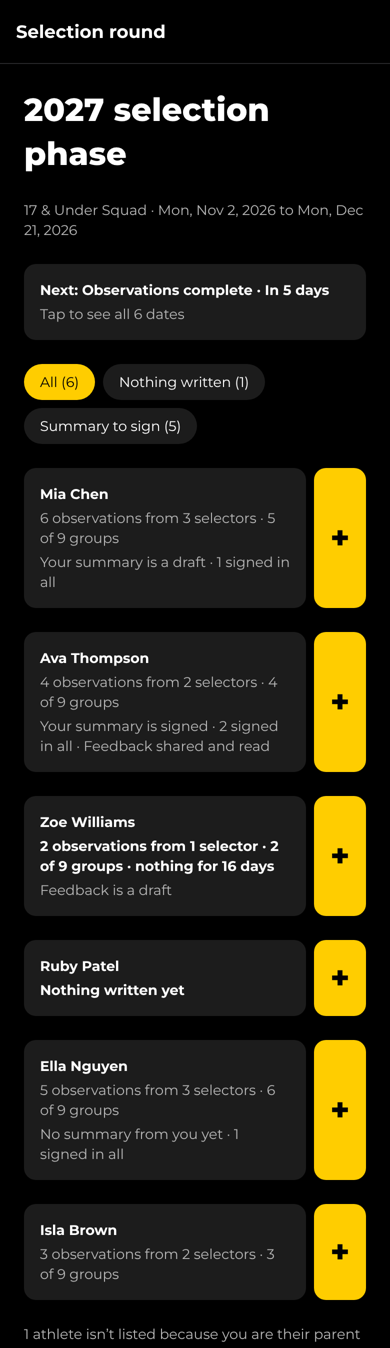 Selection round
2027 selection
phase
17 & Under Squad · Mon, Nov 2, 2026 to Mon, Dec
21, 2026
Next: Observations complete · In 5 days
Tap to see all 6 dates
All (6)
Nothing written (1)
Summary to sign (5)
Mia Chen
6 observations from 3 selectors · 5
of 9 groups
Your summary is a draft · 1 signed in
all
+
Ava Thompson
4 observations from 2 selectors · 4
of 9 groups
Your summary is signed · 2 signed
in all · Feedback shared and read
+
Zoe Williams
2 observations from 1 selector · 2
of 9 groups · nothing for 16 days
Feedback is a draft
+
Ruby Patel
Nothing written yet
+
Ella Nguyen
5 observations from 3 selectors · 6
of 9 groups
No summary from you yet · 1
signed in all
+
Isla Brown
3 observations from 2 selectors · 3
of 9 groups
+
1 athlete isn’t listed because you are their parent